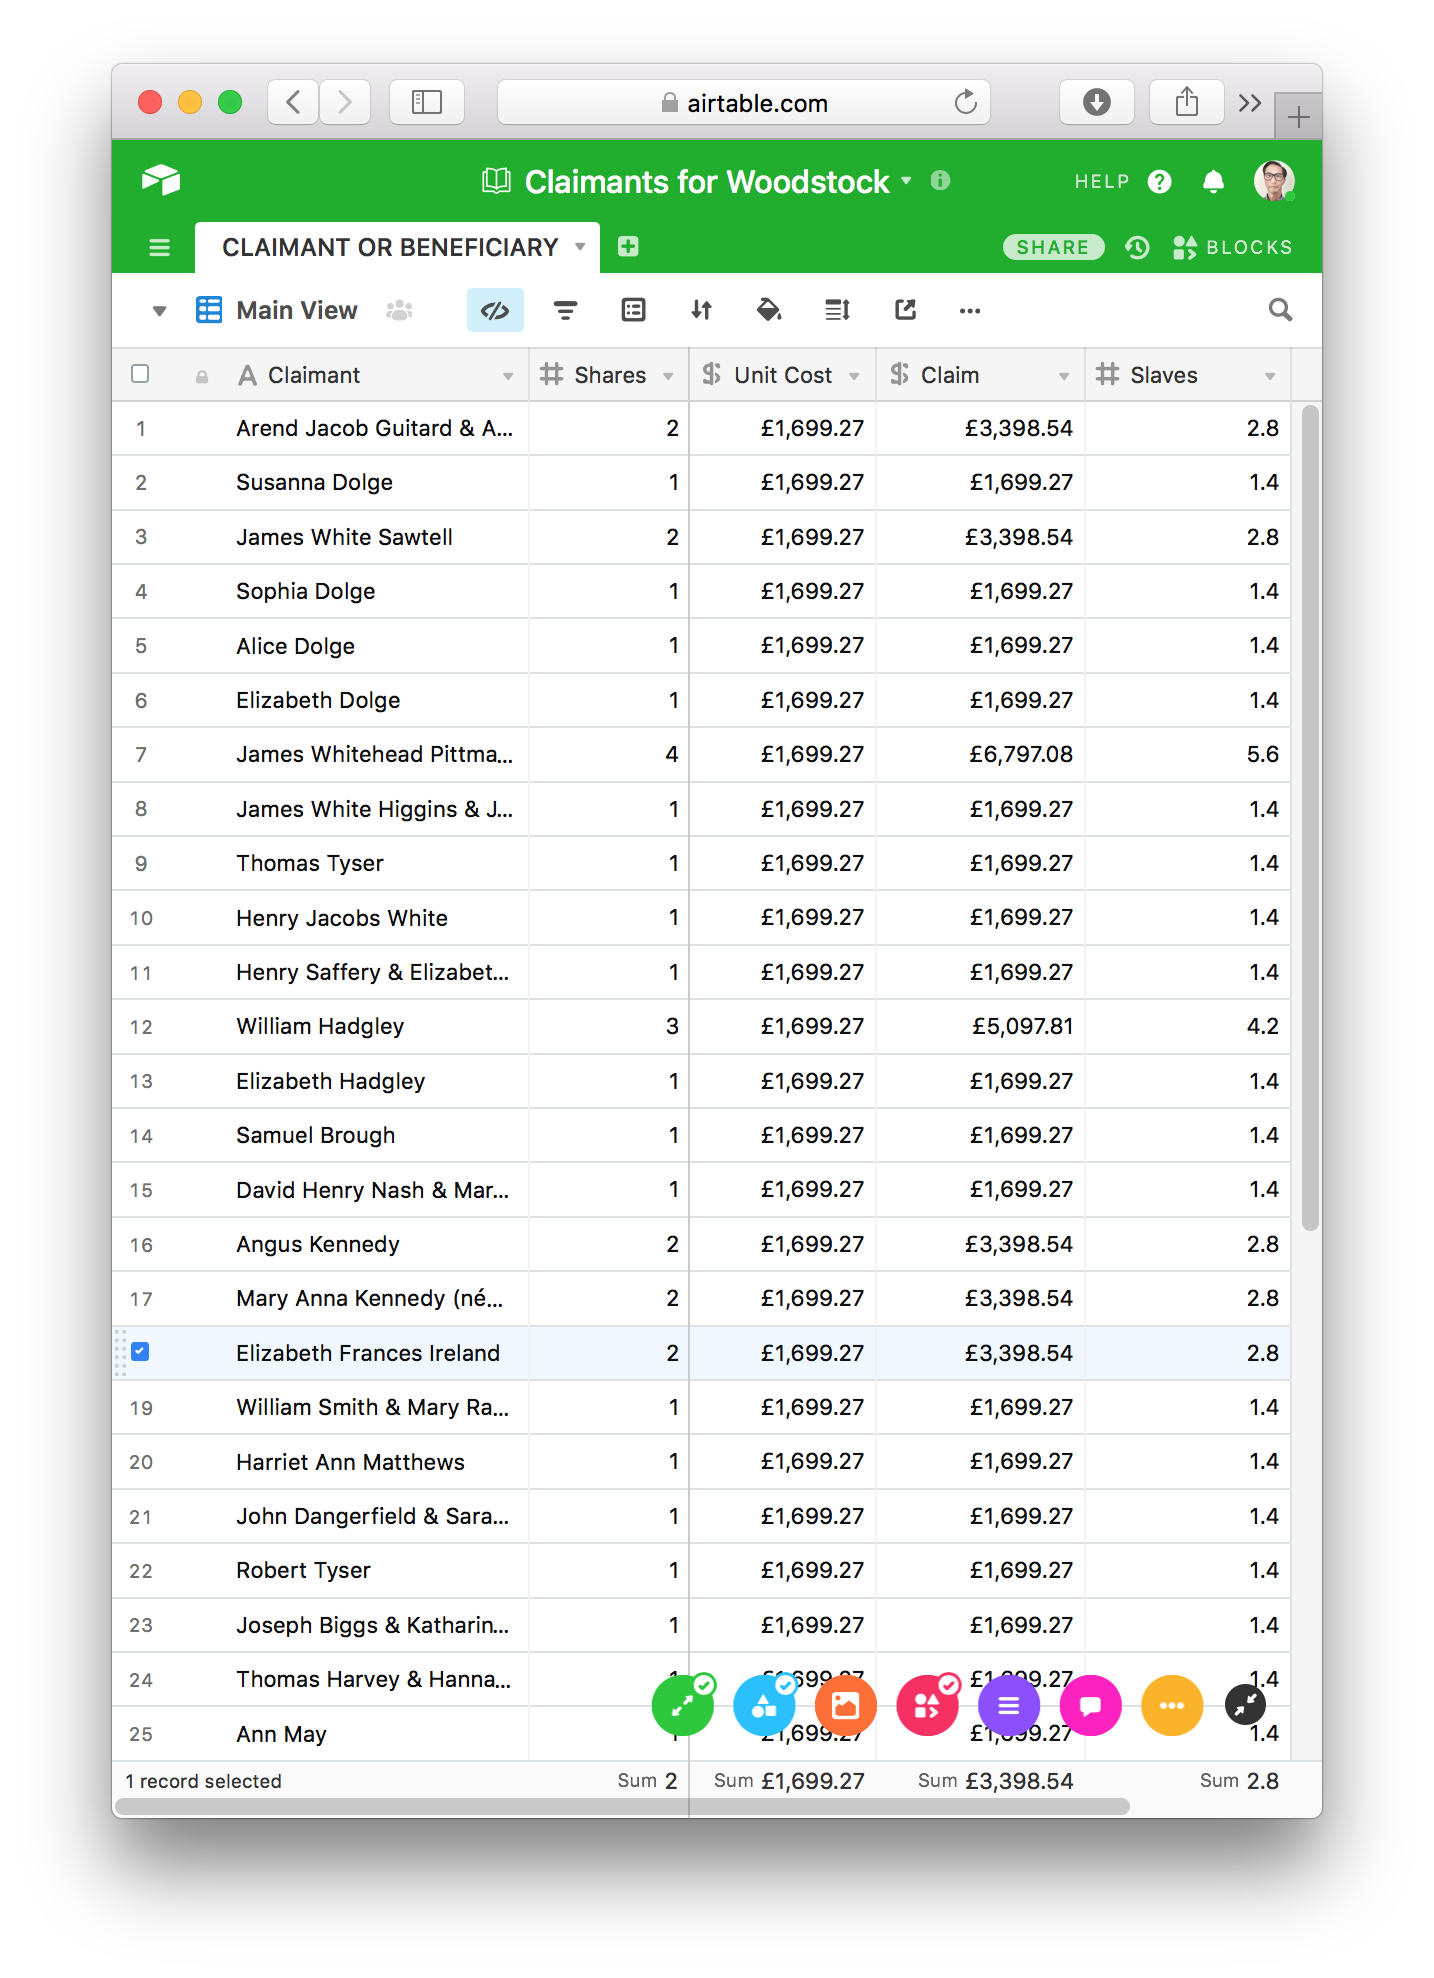 airtable.com
Claimants for Woodstock
HELP
CLAIMANT OR BENEFICIARY
SHARE
BLOCKS
Main View
Claimant Shares Unit Cost Claim Slaves
1 Arend Jacob Guitard & A... 2 £1,699.27 £3,398.54 2.8
2 Susanna Dolge 1 £1,699.27 £1,699.27 1.4
3 James White Sawtell 2 £1,699.27 £3,398.54 2.8
4 Sophia Dolge 1 £1,699.27 £1,699.27 1.4
5 Alice Dolge 1 £1,699.27 £1,699.27 1.4
6 Elizabeth Dolge 1 £1,699.27 £1,699.27 1.4
7 James Whitehead Pittma... 4 £1,699.27 £6,797.08 5.6
8 James White Higgins & J... 1 £1,699.27 £1,699.27 1.4
9 Thomas Tyser 1 £1,699.27 £1,699.27 1.4
10 Henry Jacobs White 1 £1,699.27 £1,699.27 1.4
11 Henry Saffery & Elizabet... 1 £1,699.27 £1,699.27 1.4
12 William Hadgley 3 £1,699.27 £5,097.81 4.2
13 Elizabeth Hadgley 1 £1,699.27 £1,699.27 1.4
14 Samuel Brough 1 £1,699.27 £1,699.27 1.4
15 David Henry Nash & Mar... 1 £1,699.27 £1,699.27 1.4
16 Angus Kennedy 2 £1,699.27 £3,398.54 2.8
17 Mary Anna Kennedy (né... 2 £1,699.27 £3,398.54 2.8
Elizabeth Frances Ireland 2 £1,699.27 £3,398.54 2.8
19 William Smith & Mary Ra... 1 £1,699.27 £1,699.27 1.4
20 Harriet Ann Matthews 1 £1,699.27 £1,699.27 1.4
21 John Dangerfield & Sara... 1 £1,699.27 £1,699.27 1.4
22 Robert Tyser 1 £1,699.27 £1,699.27 1.4
23 Joseph Biggs & Katharin... 1 £1,699.27 £1,699.27 1.4
24 Thomas Harvey & Hanna... 1.4
25 Ann May 1.4
1 record selected Sum 2 Sum £1,699.27 Sum £3,398.54 Sum 2.8